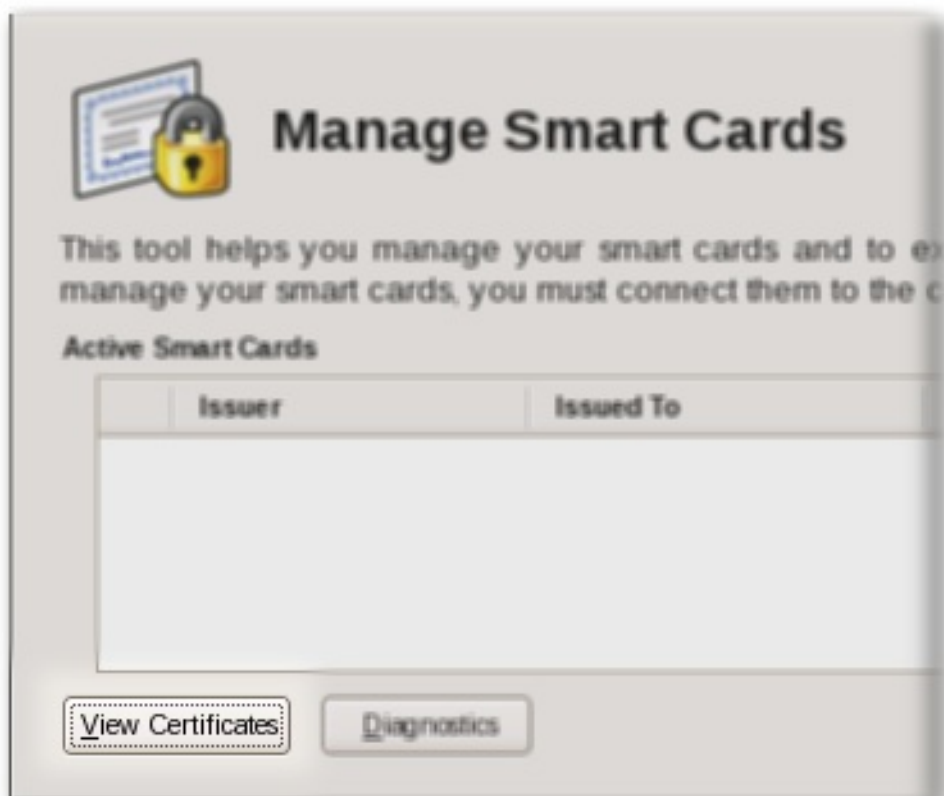 Manage Smart Cards
This tool helps you manage your smart cards and to
manage your smart cards, you must connect them to the
Active Smart Cards
Issuer Issued To
View Certificates Diagnostics